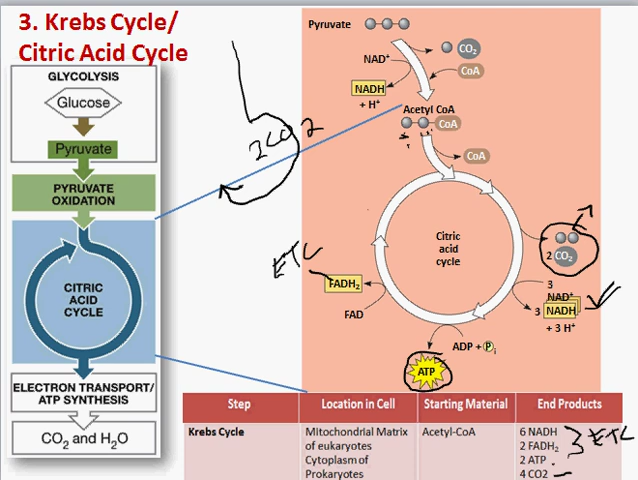 3. Krebs Cycle/
Citric Acid Cycle
GLYCOLYSIS
Glucose
Pyruvate
PYRUVATE
OXIDATION
CITRIC
ACID
CYCLE
ELECTRON TRANSPORT/
ATP SYNTHESIS
CO2 and H2O
2CO2
ETC
Pyruvate
CO2
NAD+
CoA
NADH
+ H+
Acetyl CoA
CoA
CoA
Citric
acid
cycle
2 CO2
3
NAD+
3 NADH
+ 3 H+
FADH2
FAD
ADP + Pi
ATP
Step Location in Cell Starting Material End Products
Krebs Cycle Mitochondrial Matrix Acetyl-CoA 6 NADH
of eukaryotes 2 FADH2
Cytoplasm of 2 ATP
Prokaryotes 4 CO2
ETC